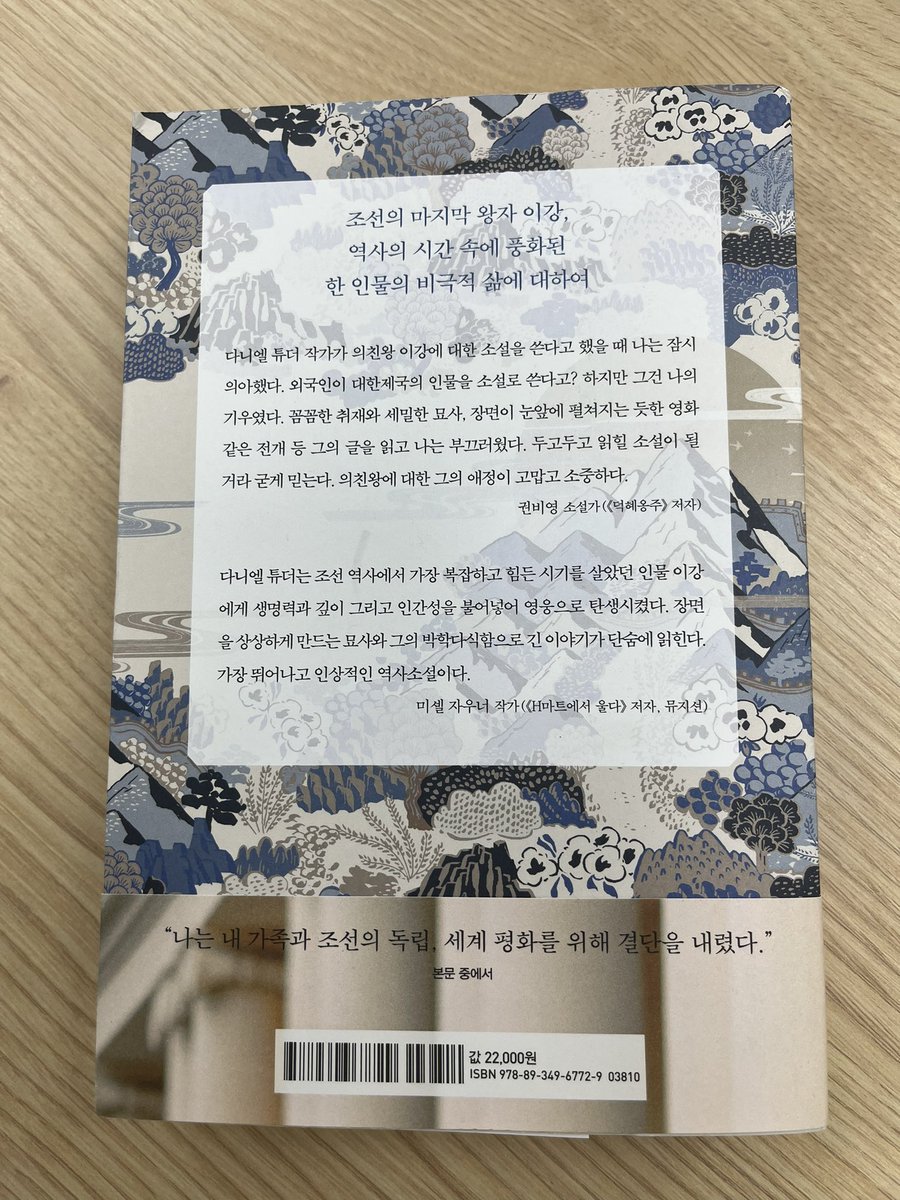 조선의 마지막 왕자 이강,
역사의 시간 속에 풍화된
한 인물의 비극적 삶에 대하여
다니엘 튜더 작가가 의친왕 이강에 대한 소설을 쓴다고 했을 때 나는 잠시
의아했다. 외국인이 대한제국의 인물을 소설로 쓴다고? 하지만 그건 나의
기우였다. 꼼꼼한 취재와 세밀한 묘사, 장면이 눈앞에 펼쳐지는 듯한 영화
같은 전개 등 그의 글을 읽고 나는 부끄러웠다. 두고두고 읽힐 소설이 될
거라 굳게 믿는다. 의친왕에 대한 그의 애정이 고맙고 소중하다.
권비영 소설가(《덕혜옹주》 저자)
다니엘 튜더는 조선 역사에서 가장 복잡하고 힘든 시기를 살았던 인물 이강
에게 생명력과 깊이 그리고 인간성을 불어넣어 영웅으로 탄생시켰다. 장면
을 상상하게 만드는 묘사와 그의 박학다식함으로 긴 이야기가 단숨에 읽힌다.
가장 뛰어나고 인상적인 역사소설이다.
미셸 자우너 작가(《H마트에서 울다》 저자, 뮤지션)
“나는 내 가족과 조선의 독립, 세계 평화를 위해 결단을 내렸다.”
본문 중에서
값 22,000원
ISBN 978-89-349-6772-9 03810